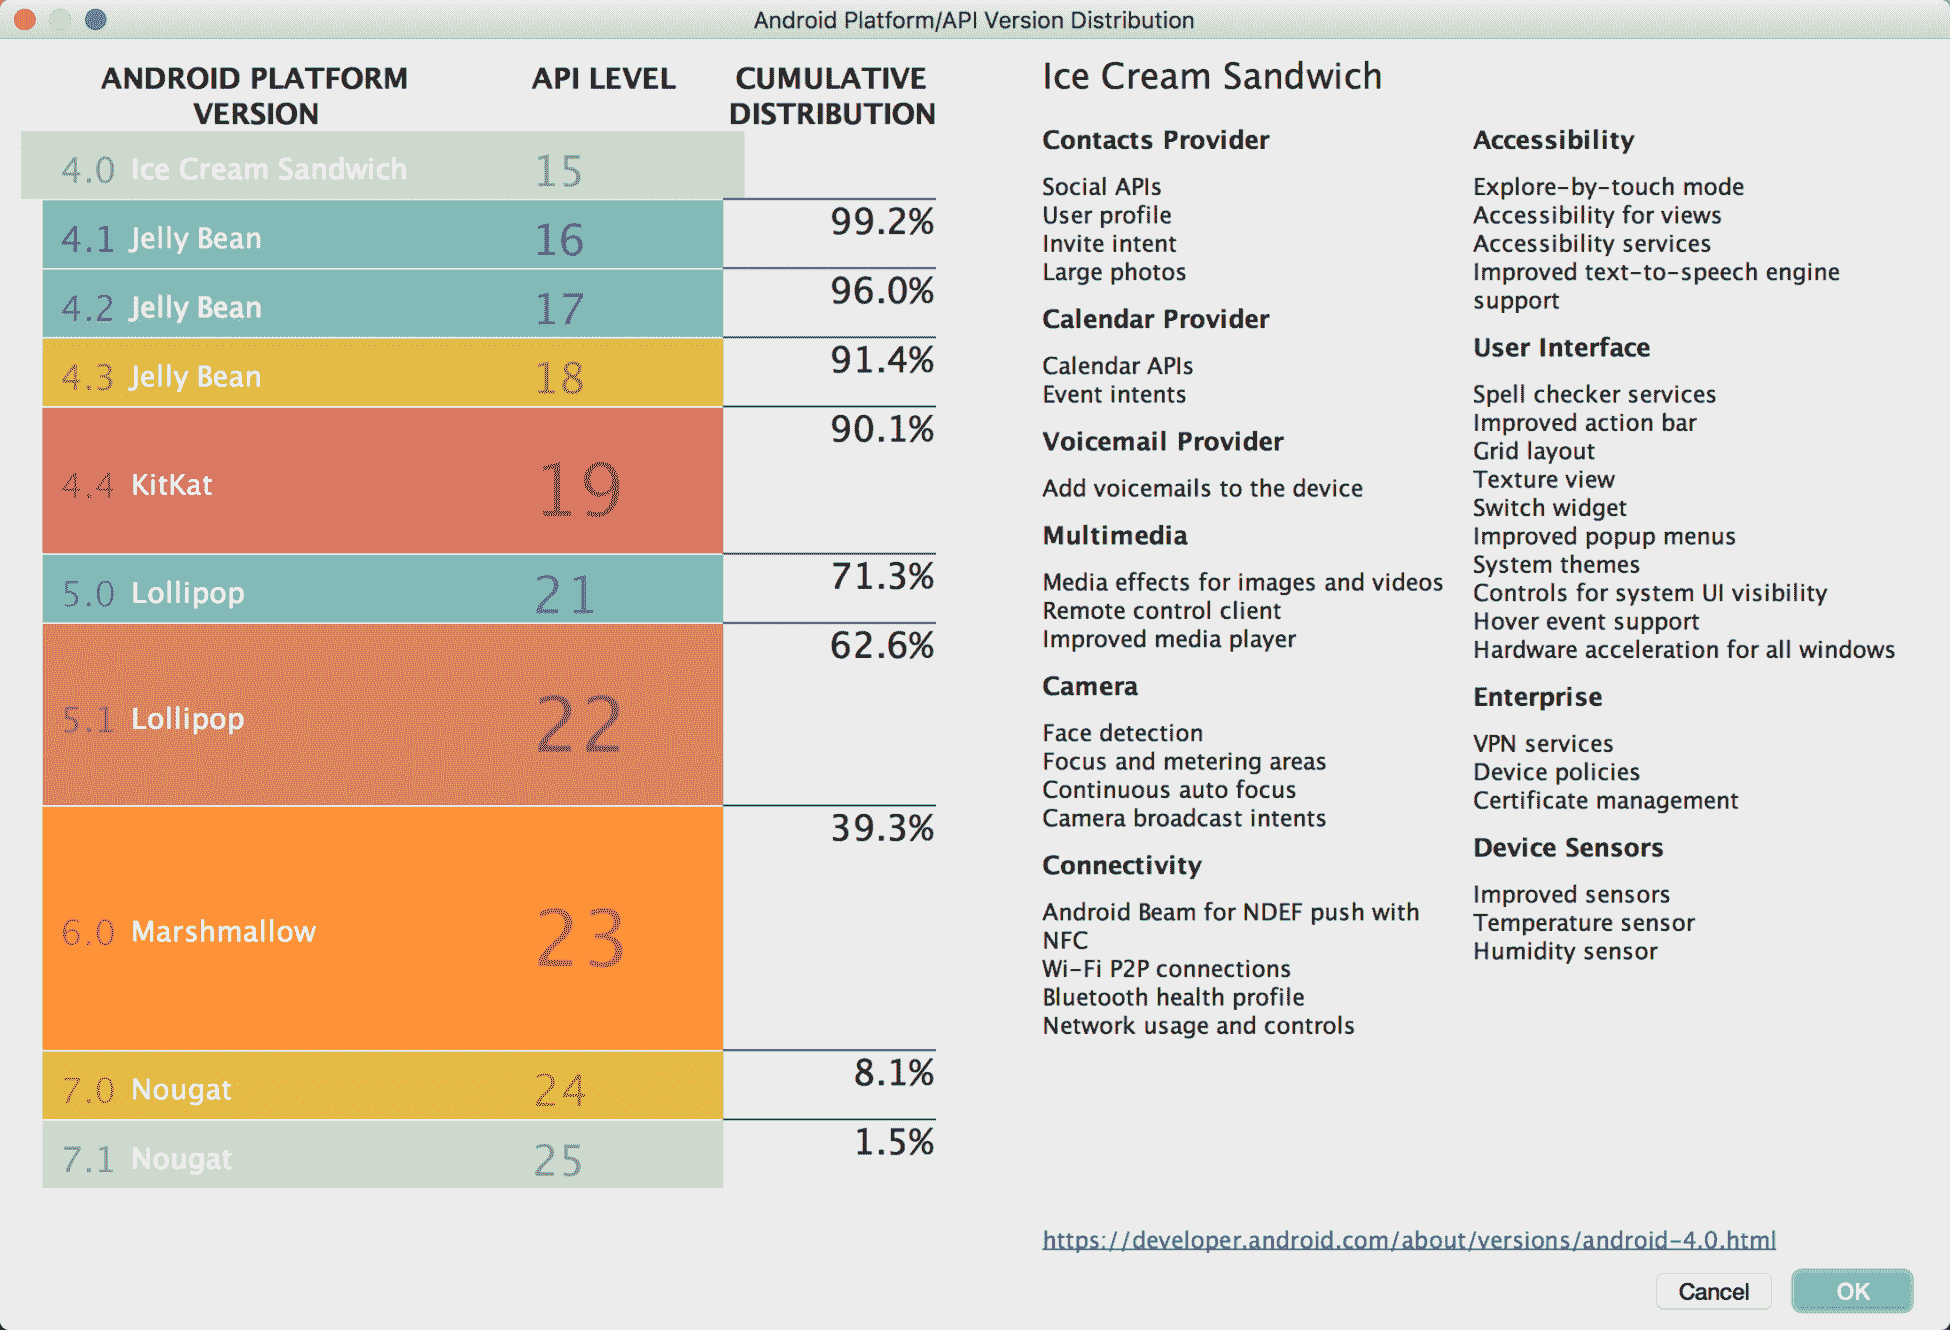 Android Platform/API Version Distribution
ANDROID PLATFORM
VERSION
API LEVEL
CUMULATIVE
DISTRIBUTION
4.0 Ice Cream Sandwich 15
99.2%
4.1 Jelly Bean 16
96.0%
4.2 Jelly Bean 17
91.4%
4.3 Jelly Bean 18
90.1%
4.4 KitKat 19
71.3%
5.0 Lollipop 21
62.6%
5.1 Lollipop 22
39.3%
6.0 Marshmallow 23
8.1%
7.0 Nougat 24
1.5%
7.1 Nougat 25
Ice Cream Sandwich
Contacts Provider
Social APIs
User profile
Invite intent
Large photos
Calendar Provider
Calendar APIs
Event intents
Voicemail Provider
Add voicemails to the device
Multimedia
Media effects for images and videos
Remote control client
Improved media player
Camera
Face detection
Focus and metering areas
Continuous auto focus
Camera broadcast intents
Connectivity
Android Beam for NDEF push with
NFC
Wi-Fi P2P connections
Bluetooth health profile
Network usage and controls
Accessibility
Explore-by-touch mode
Accessibility for views
Accessibility services
Improved text-to-speech engine
support
User Interface
Spell checker services
Improved action bar
Grid layout
Texture view
Switch widget
Improved popup menus
System themes
Controls for system UI visibility
Hover event support
Hardware acceleration for all windows
Enterprise
VPN services
Device policies
Certificate management
Device Sensors
Improved sensors
Temperature sensor
Humidity sensor
https://developer.android.com/about/versions/android-4.0.html
Cancel
OK